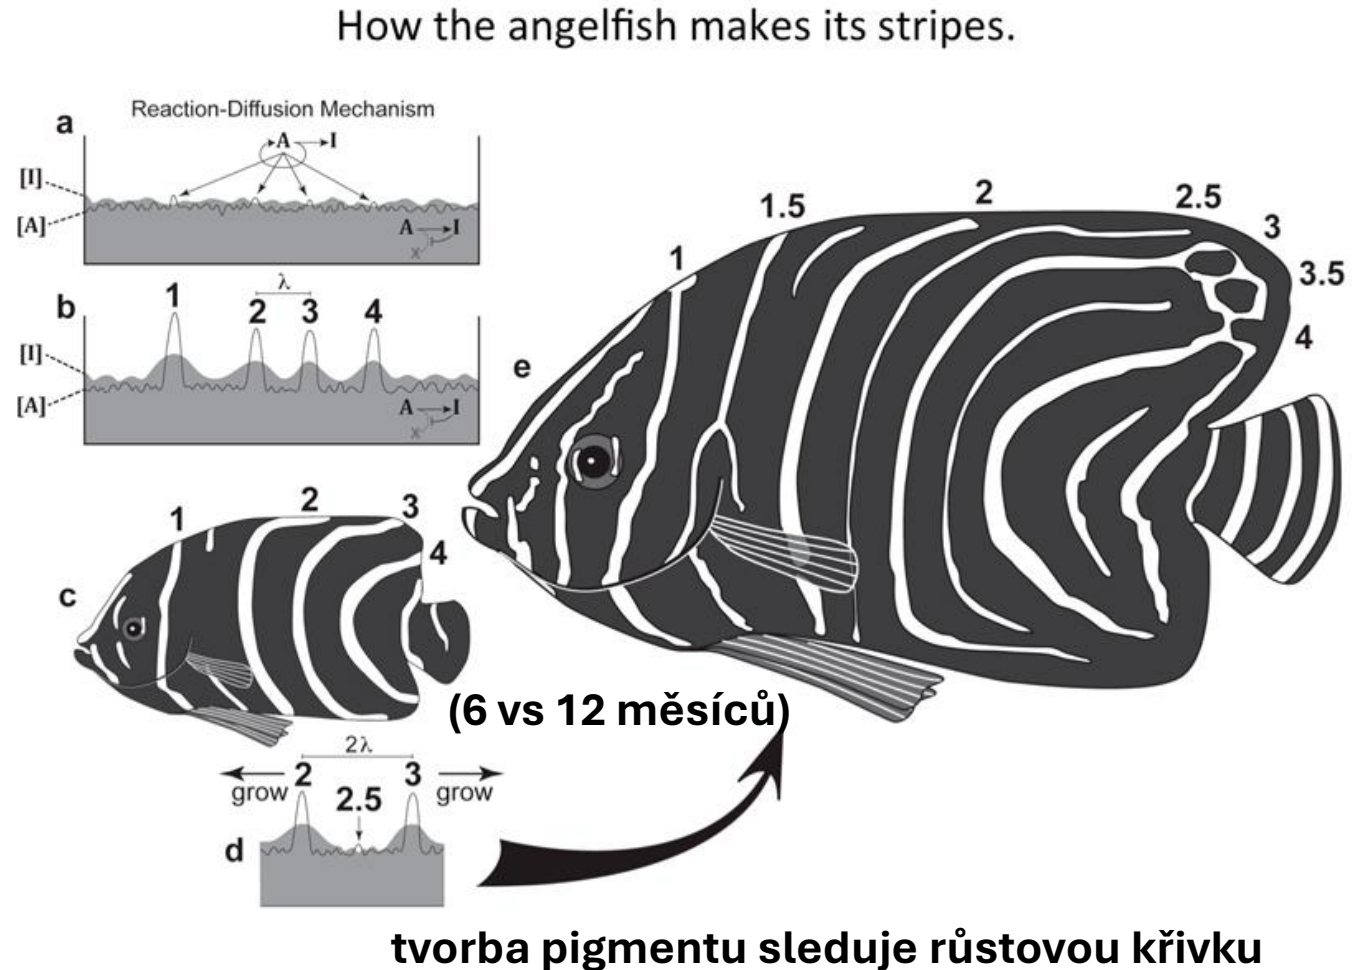 How the angelfish makes its stripes.
Reaction-Diffusion Mechanism
a
A I
[I]
[A]
A I
X
λ
b
1 2 3 4
[I]
[A]
A I
X
c
1 2 3
4
(6 vs 12 měsíců)
2λ
2 3
grow 2.5 grow
d
e
1 1.5 2 2.5
3
3.5
4
tvorba pigmentu sleduje růstovou křivku